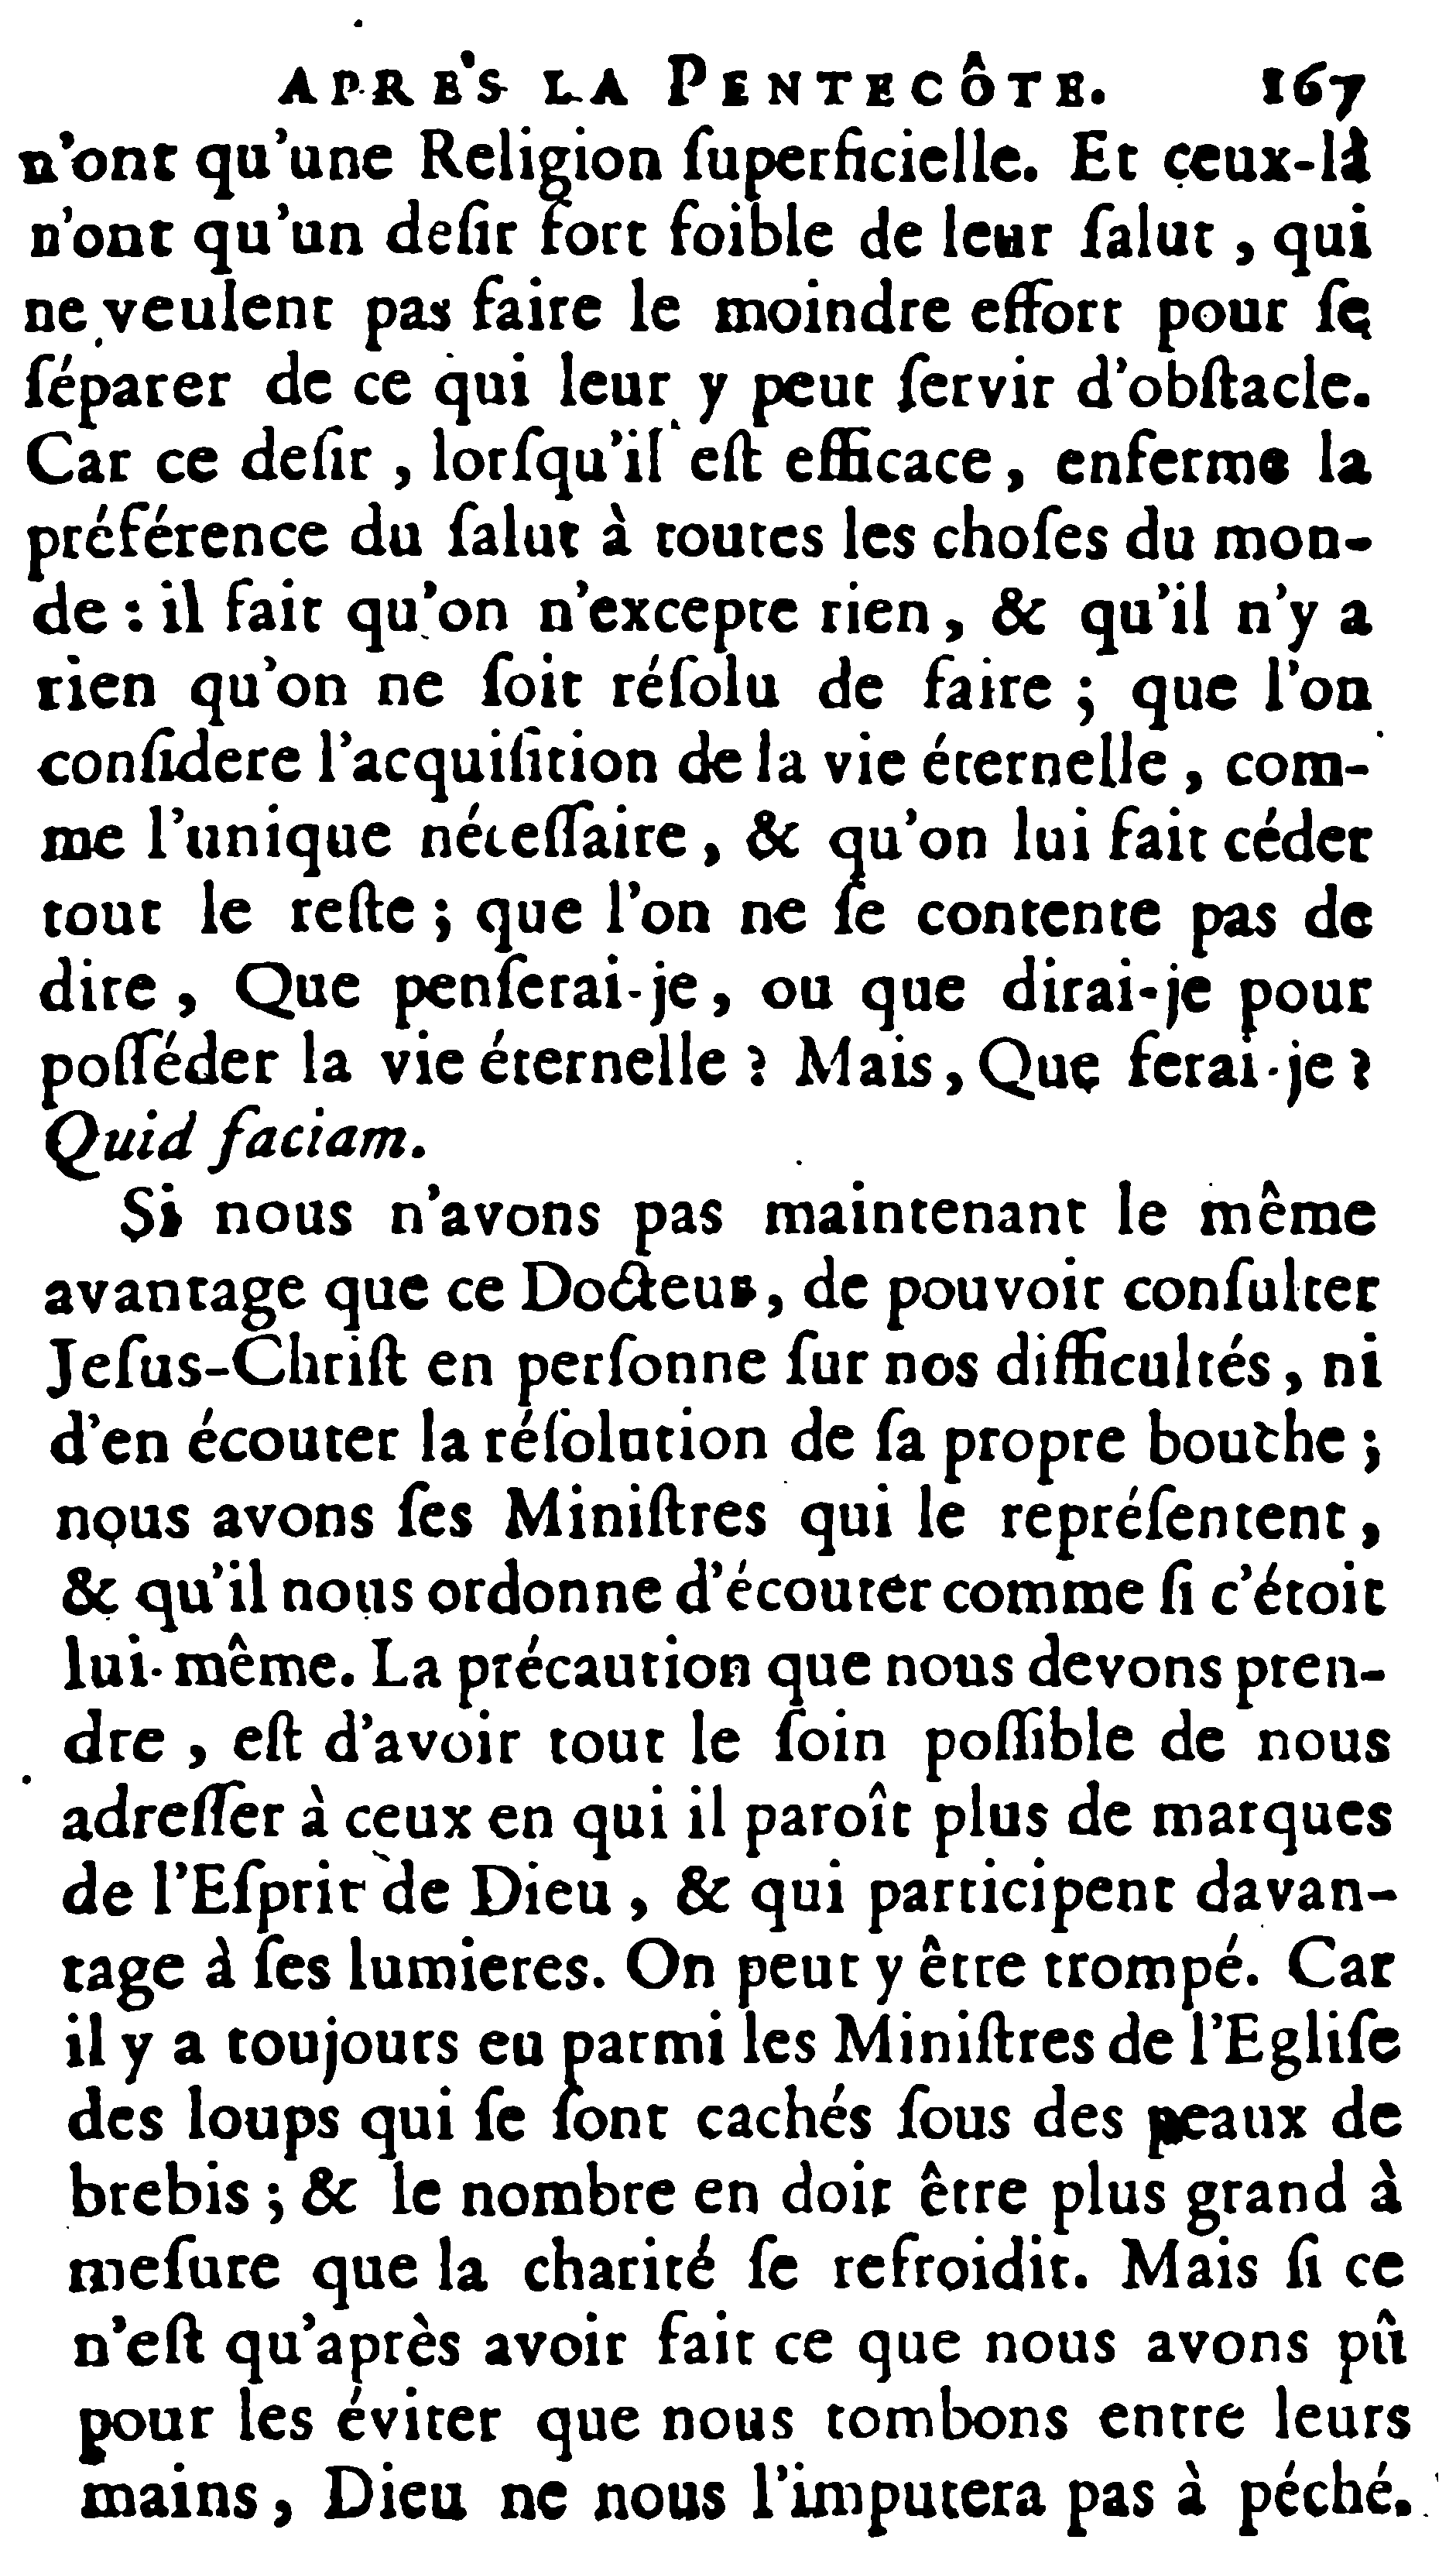 APRE'S LA PENTECÔTE. 167
n'ont qu'une Religion ſuperficielle. Et ceux-là
n'ont qu'un deſir fort foible de leur ſalut, qui
ne veulent pas faire le moindre effort pour ſe
ſéparer de ce qui leur y peut ſervir d'obſtacle.
Car ce deſir, lorſqu'il eſt efficace, enferme la
préférence du ſalut à toutes les choſes du mon-
de : il fait qu'on n'excepte rien, & qu'il n'y a
rien qu'on ne ſoit réſolu de faire ; que l'on
conſidere l'acquiſition de la vie éternelle, com-
me l'unique néceſſaire, & qu'on lui fait céder
tout le reſte ; que l'on ne ſe contente pas de
dire, Que penſerai-je, ou que dirai-je pour
poſſéder la vie éternelle ? Mais, Que ferai-je ?
Quid faciam.
Si nous n'avons pas maintenant le même
avantage que ce Docteur, de pouvoir conſulter
Jeſus-Chriſt en perſonne ſur nos difficultés, ni
d'en écouter la réſolution de ſa propre bouche ;
nous avons ſes Miniſtres qui le repréſentent,
& qu'il nous ordonne d'écouter comme ſi c'étoit
lui-même. La précaution que nous devons pren-
dre, eſt d'avoir tout le ſoin poſſible de nous
adreſſer à ceux en qui il paroît plus de marques
de l'Eſprit de Dieu, & qui participent davan-
tage à ſes lumieres. On peut y être trompé. Car
il y a toujours eu parmi les Miniſtres de l'Egliſe
des loups qui ſe ſont cachés ſous des peaux de
brebis ; & le nombre en doit être plus grand à
meſure que la charité ſe refroidit. Mais ſi ce
n'eſt qu'après avoir fait ce que nous avons pû
pour les éviter que nous tombons entre leurs
mains, Dieu ne nous l'imputera pas à péché.